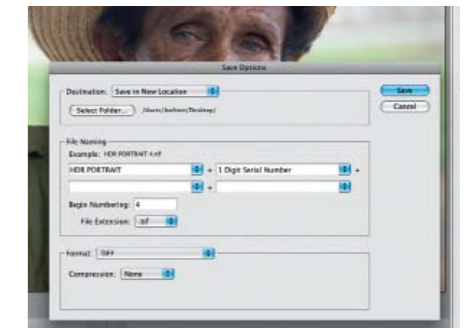 Save Options
Destination: Save in New Location
Save
Select Folder...
Desktop/
Cancel
File Naming
Example: HDR PORTRAIT 4.tif
HDR PORTRAIT + 1 Digit Serial Number +
+
Begin Numbering: 4
File Extension: .tif
Format: TIFF
Compression: None